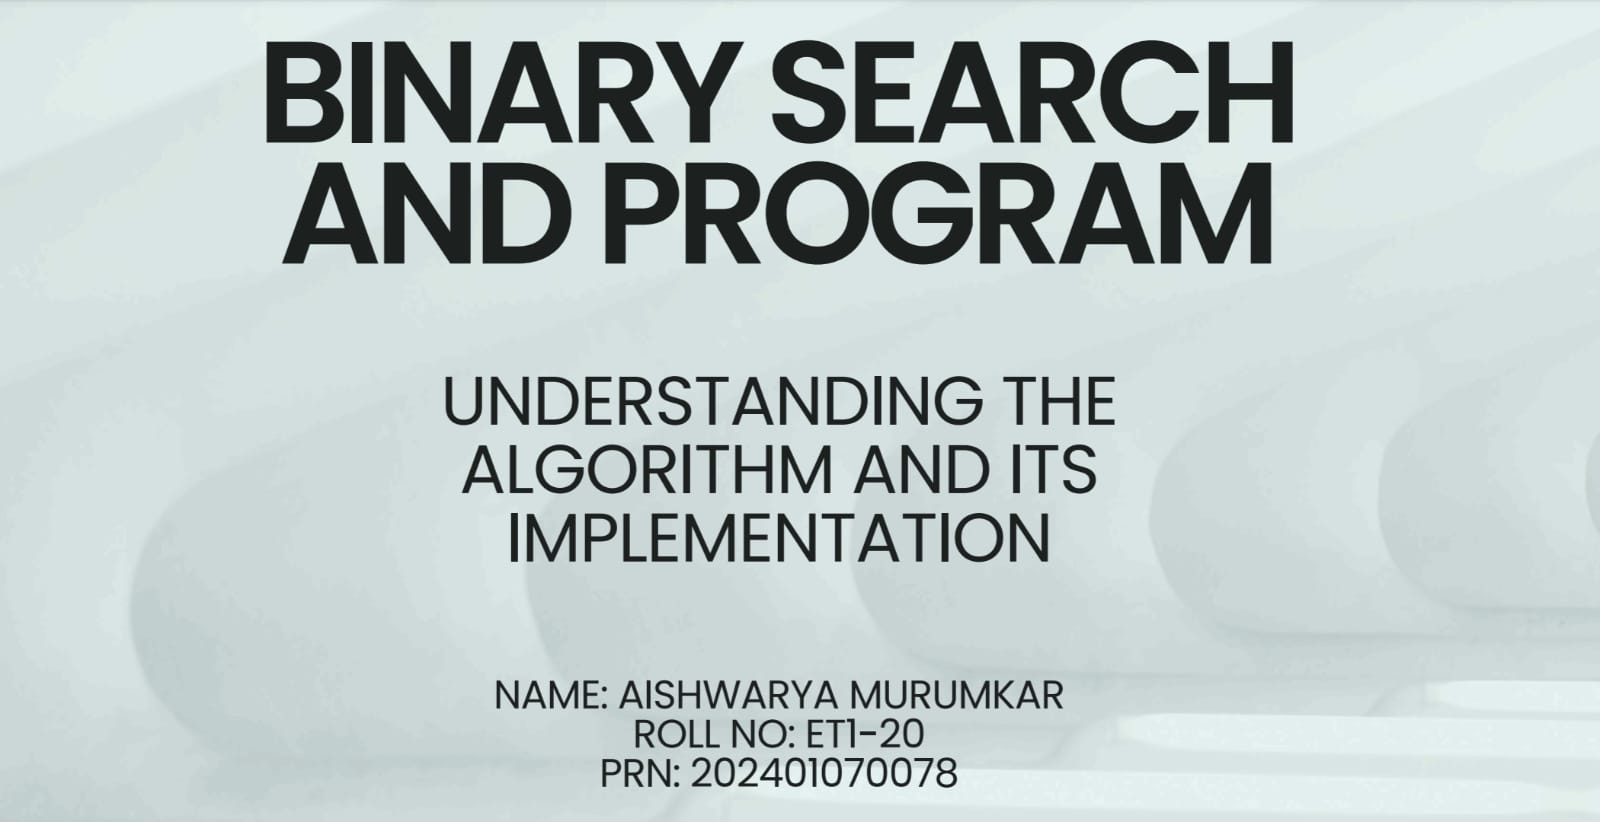 BINARY SEARCH
AND PROGRAM
UNDERSTANDING THE
ALGORITHM AND ITS
IMPLEMENTATION
NAME: AISHWARYA MURUMKAR
ROLL NO: ET1-20
PRN: 202401070078